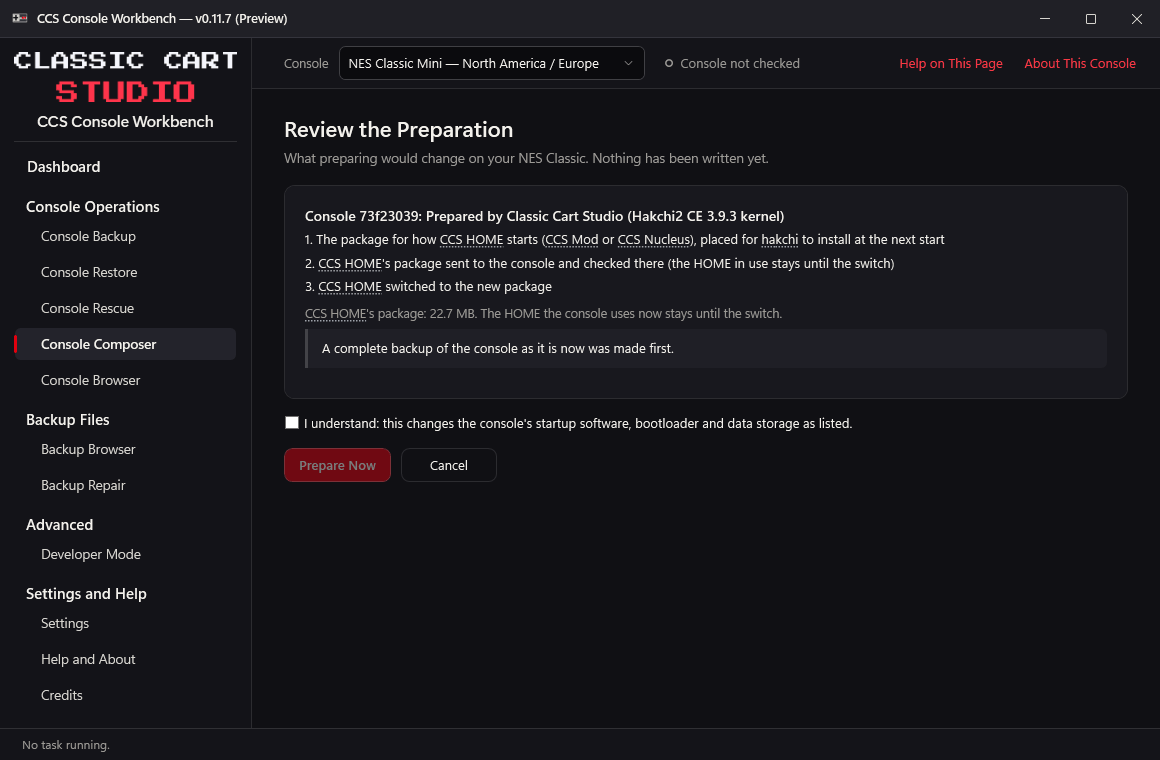 CCS Console Workbench — v0.11.7 (Preview)
CLASSIC CART
STUDIO
CCS Console Workbench
Dashboard
Console Operations
Console Backup
Console Restore
Console Rescue
Console Composer
Console Browser
Backup Files
Backup Browser
Backup Repair
Advanced
Developer Mode
Settings and Help
Settings
Help and About
Credits
Console
NES Classic Mini — North America / Europe
Console not checked
Help on This Page
About This Console
Review the Preparation
What preparing would change on your NES Classic. Nothing has been written yet.
Console 73f23039: Prepared by Classic Cart Studio (Hakchi2 CE 3.9.3 kernel)
1. The package for how CCS HOME starts (CCS Mod or CCS Nucleus), placed for hakchi to install at the next start
2. CCS HOME's package sent to the console and checked there (the HOME in use stays until the switch)
3. CCS HOME switched to the new package
CCS HOME's package: 22.7 MB. The HOME the console uses now stays until the switch.
A complete backup of the console as it is now was made first.
I understand: this changes the console's startup software, bootloader and data storage as listed.
Prepare Now
Cancel
No task running.